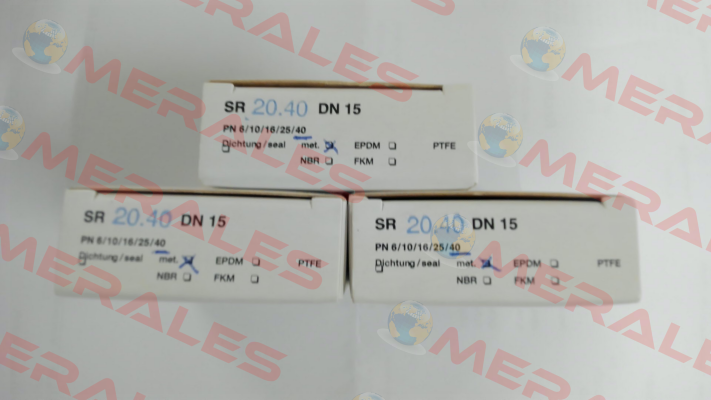 SR 20.40 DN 15
PN 6/10/16/25/40
Dichtung/seal met. ☒ EPDM ☐ PTFE ☐
NBR ☐ FKM ☐
SR 20.40 DN 15
PN 6/10/16/25/40
Dichtung/seal met. ☒ EPDM ☐ PTFE ☐
NBR ☐ FKM ☐
SR 20.40 DN 15
PN 6/10/16/25/40
Dichtung/seal met. ☒ EPDM ☐ PTFE ☐
NBR ☐ FKM ☐
MERALES
MERALES
MERALES
MERALES
MERALES